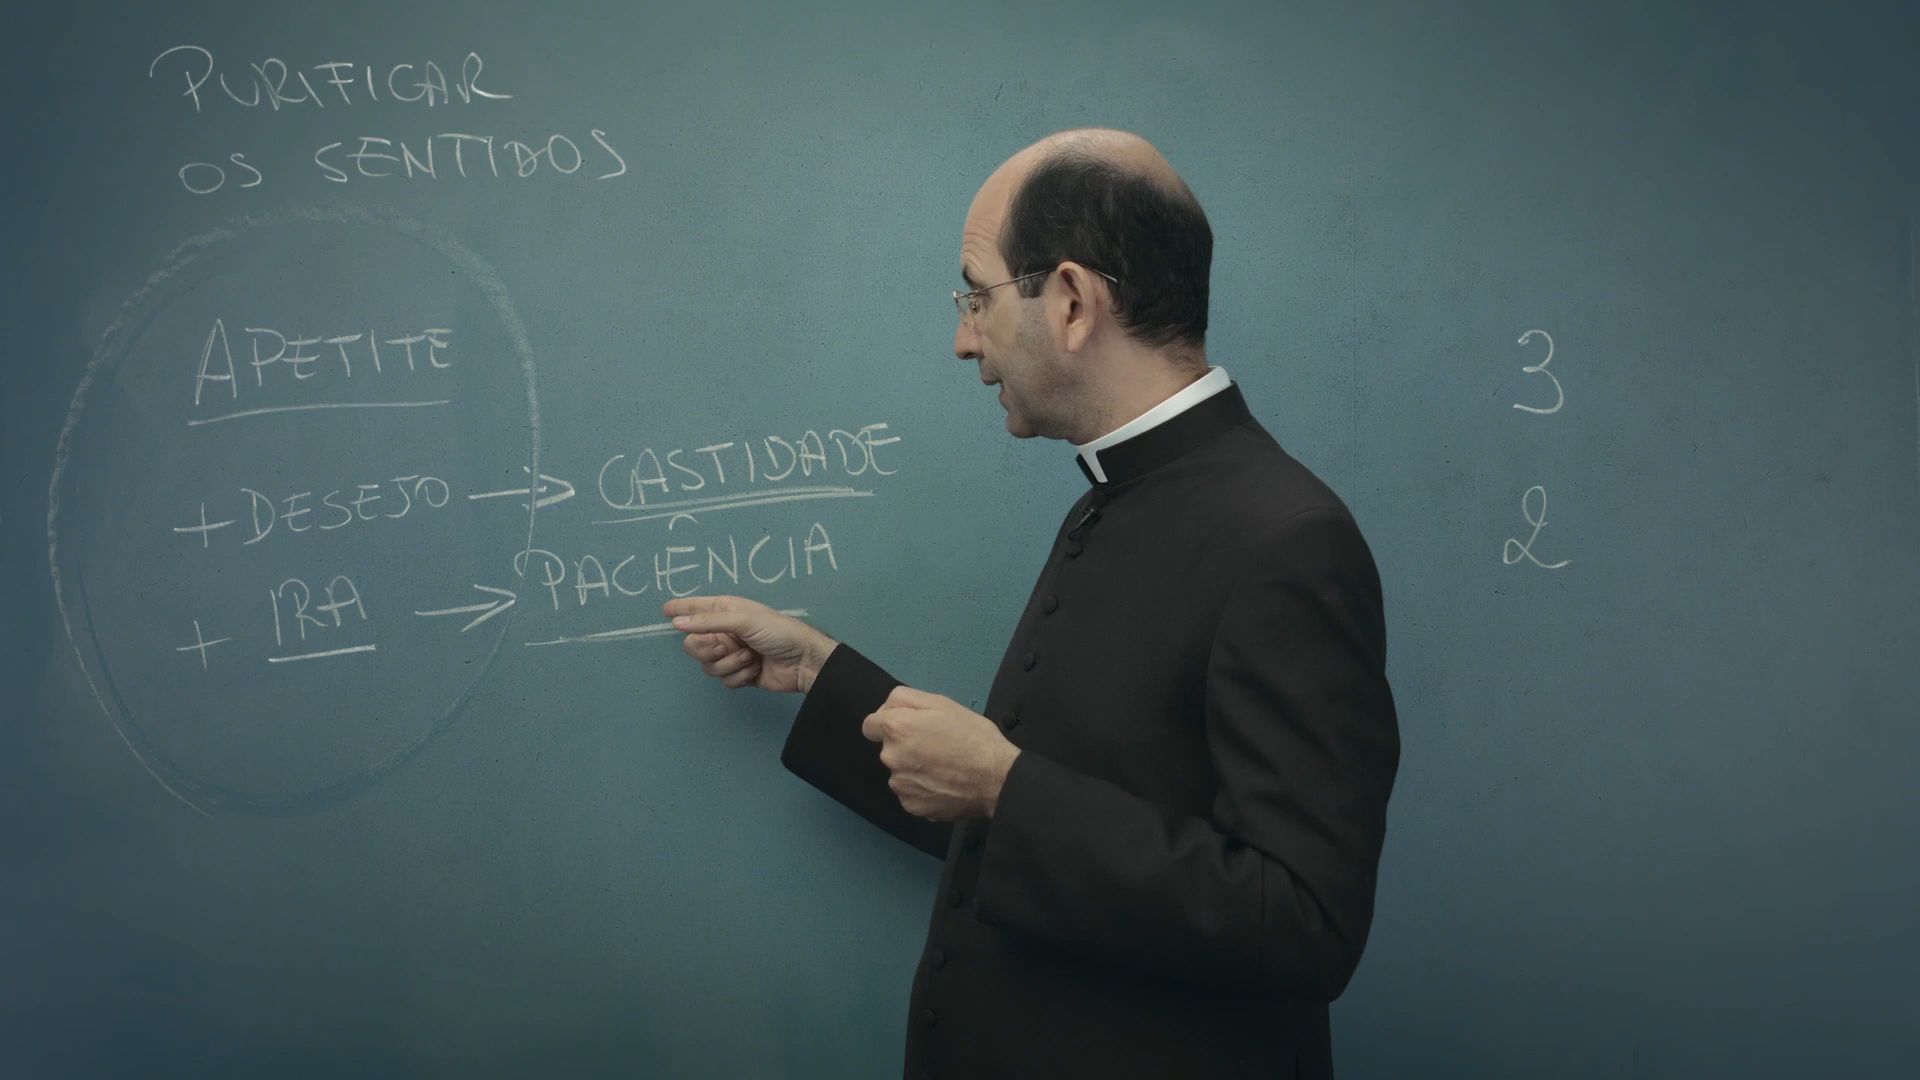 PURIFICAR
OS SENTIDOS
APETITE
+ DESEJO → CASTIDADE
+ IRA → PACIÊNCIA
3
2